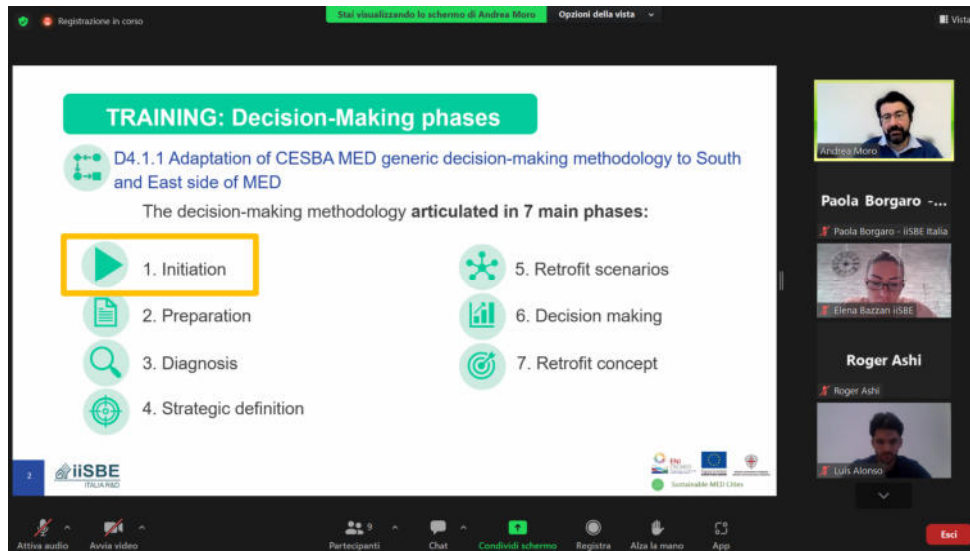 Registrazione in corso
Stai visualizzando lo schermo di Andrea Moro
Opzioni della vista
Vista
TRAINING: Decision-Making phases
D4.1.1 Adaptation of CESBA MED generic decision-making methodology to South
and East side of MED
The decision-making methodology articulated in 7 main phases:
1. Initiation
2. Preparation
3. Diagnosis
4. Strategic definition
5. Retrofit scenarios
6. Decision making
7. Retrofit concept
2
iiSBE
ITALIA R&D
Sustainable MED Cities
Andrea Moro
Paola Borgaro -...
Paola Borgaro - iiSBE Italia
Elena Bazzan iiSBE
Roger Ashi
Roger Ashi
Luis Alonso
Attiva audio
Avvia video
9
Partecipanti
Chat
Condividi schermo
Registra
Alza la mano
App
Esci